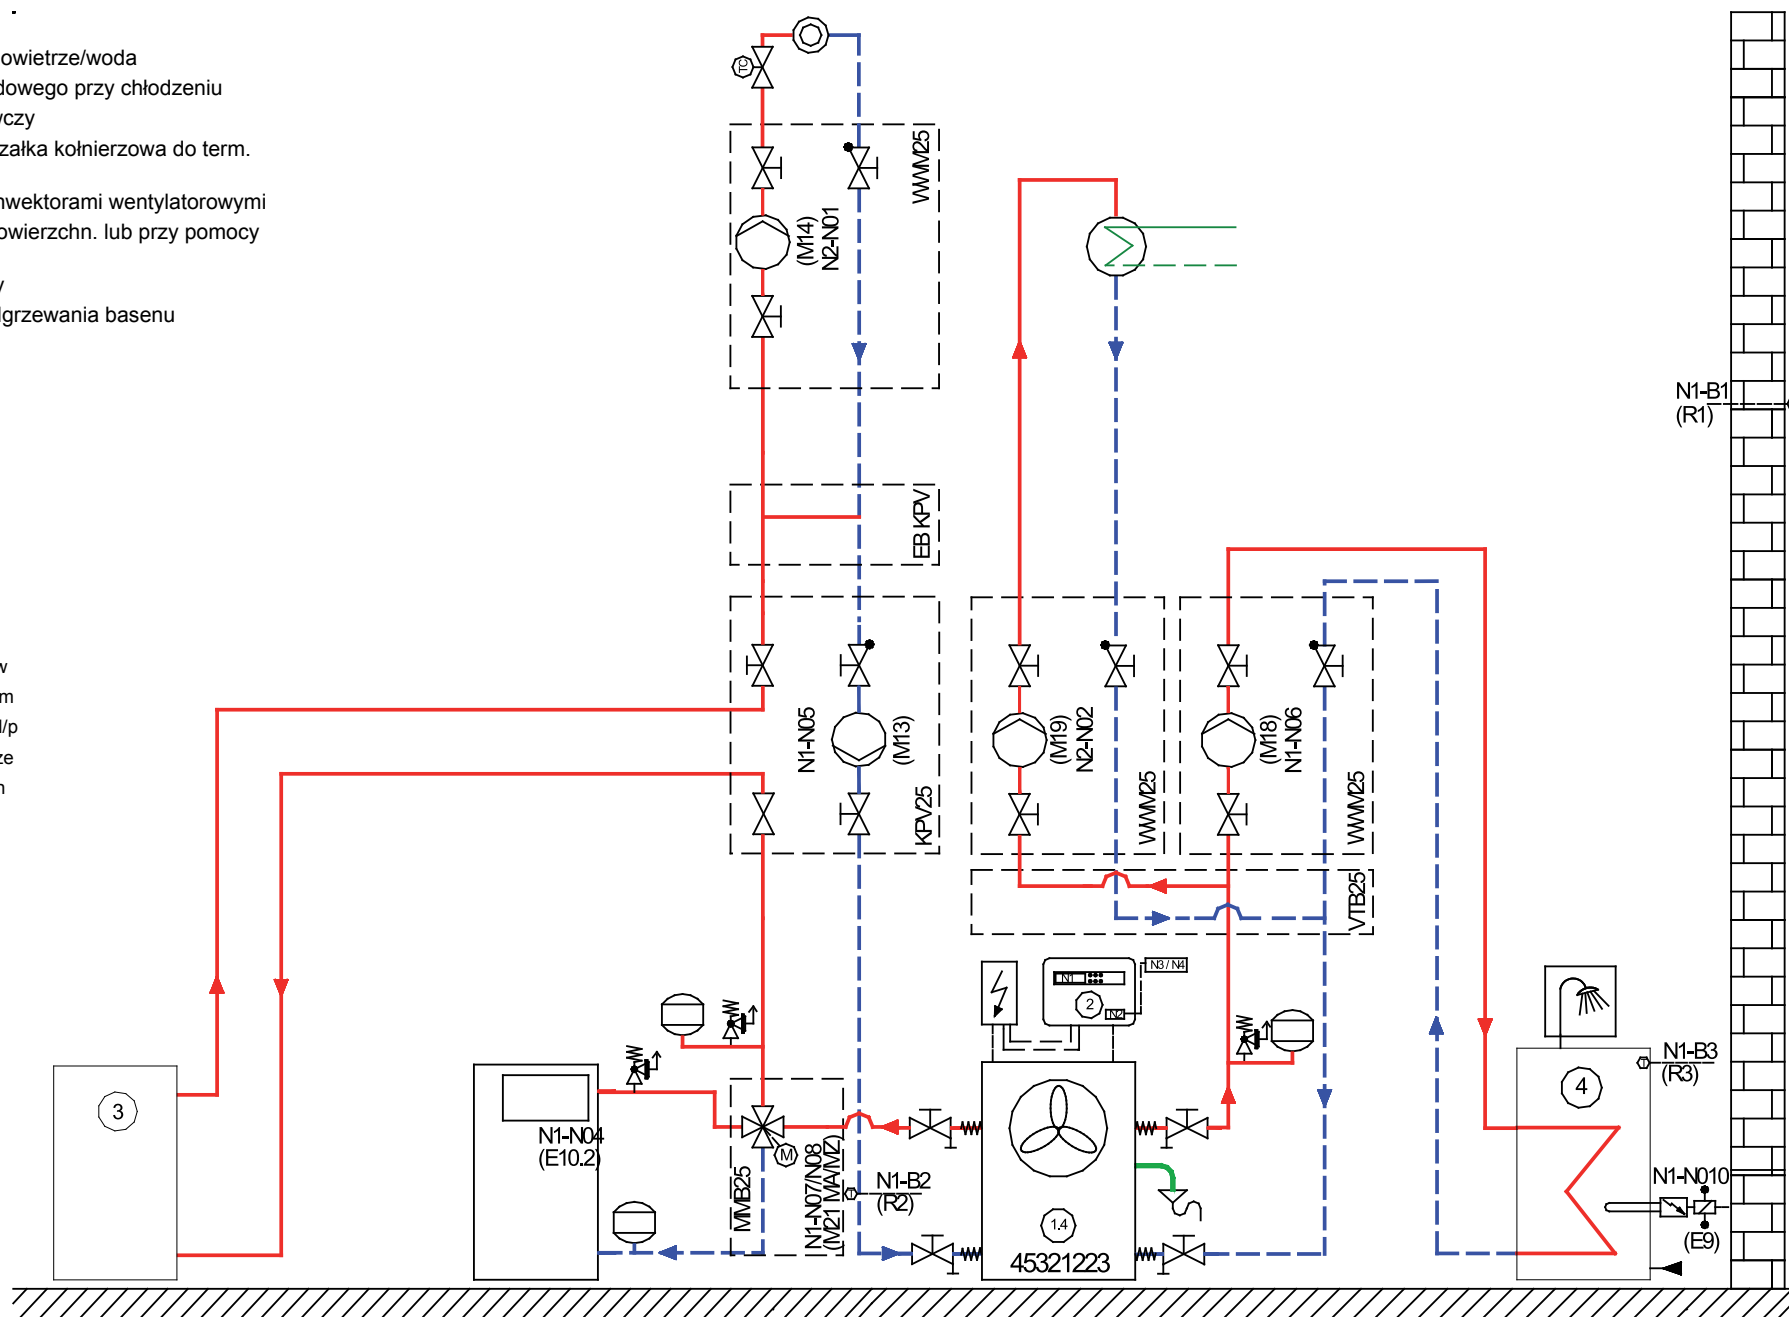 owietrze/woda
dowego przy chłodzeniu
wczy
załka kołnierzowa do term.
nwektorami wentylatorowymi
owierzchn. lub przy pomocy
y
lgrzewania basenu
w
m
l/p
ze
h
TC
WWM25
(M14)
N2-N01
N1-B1
(R1)
EB KPV
N1-N05
(M13)
KPV25
(M19)
N2-N02
WWM25
(M18)
N1-N06
WWM25
VTB25
N1
N3 / N4
2
N2
3
N1-N04
(E10.2)
MMB25
M
N1-N07/N08
(M21 MA/MZ)
T
N1-B2
(R2)
1.4
45321223
4
T
N1-B3
(R3)
N1-N010
(E9)